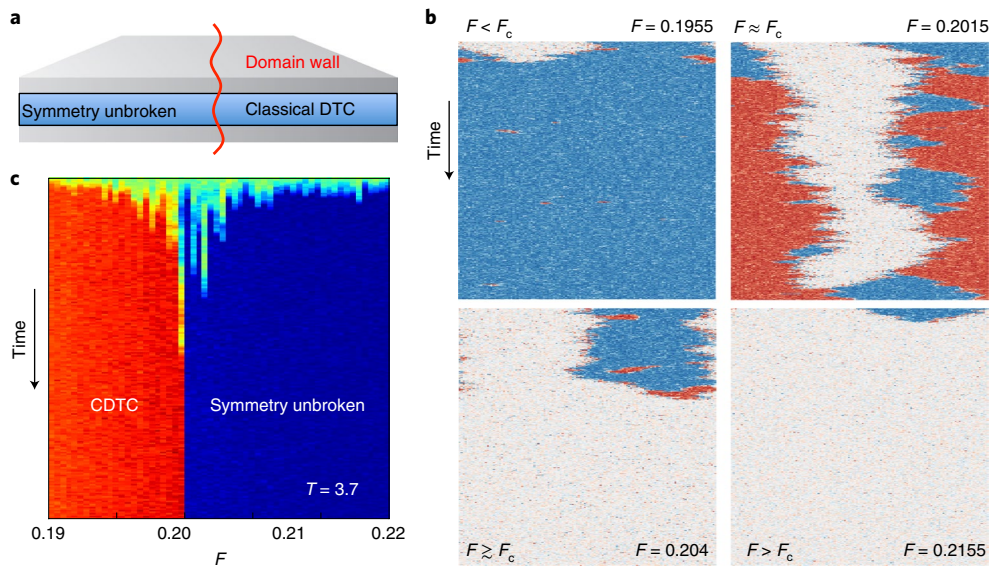 a
Domain wall
Symmetry unbroken
Classical DTC
b
F < Fc
F = 0.1955
F ≈ Fc
F = 0.2015
Time
F ≳ Fc
F = 0.204
F > Fc
F = 0.2155
c
Time
CDTC
Symmetry unbroken
T = 3.7
0.19
0.20
0.21
0.22
F